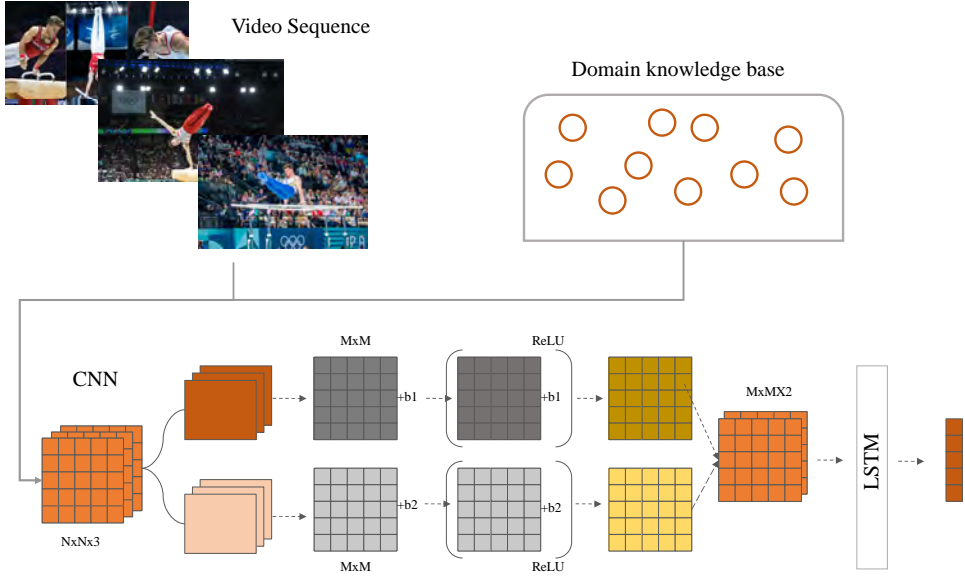 Video Sequence
Domain knowledge base
CNN
MxM
ReLU
+b1
+b1
MxMX2
LSTM
+b2
+b2
NxNx3
MxM
ReLU